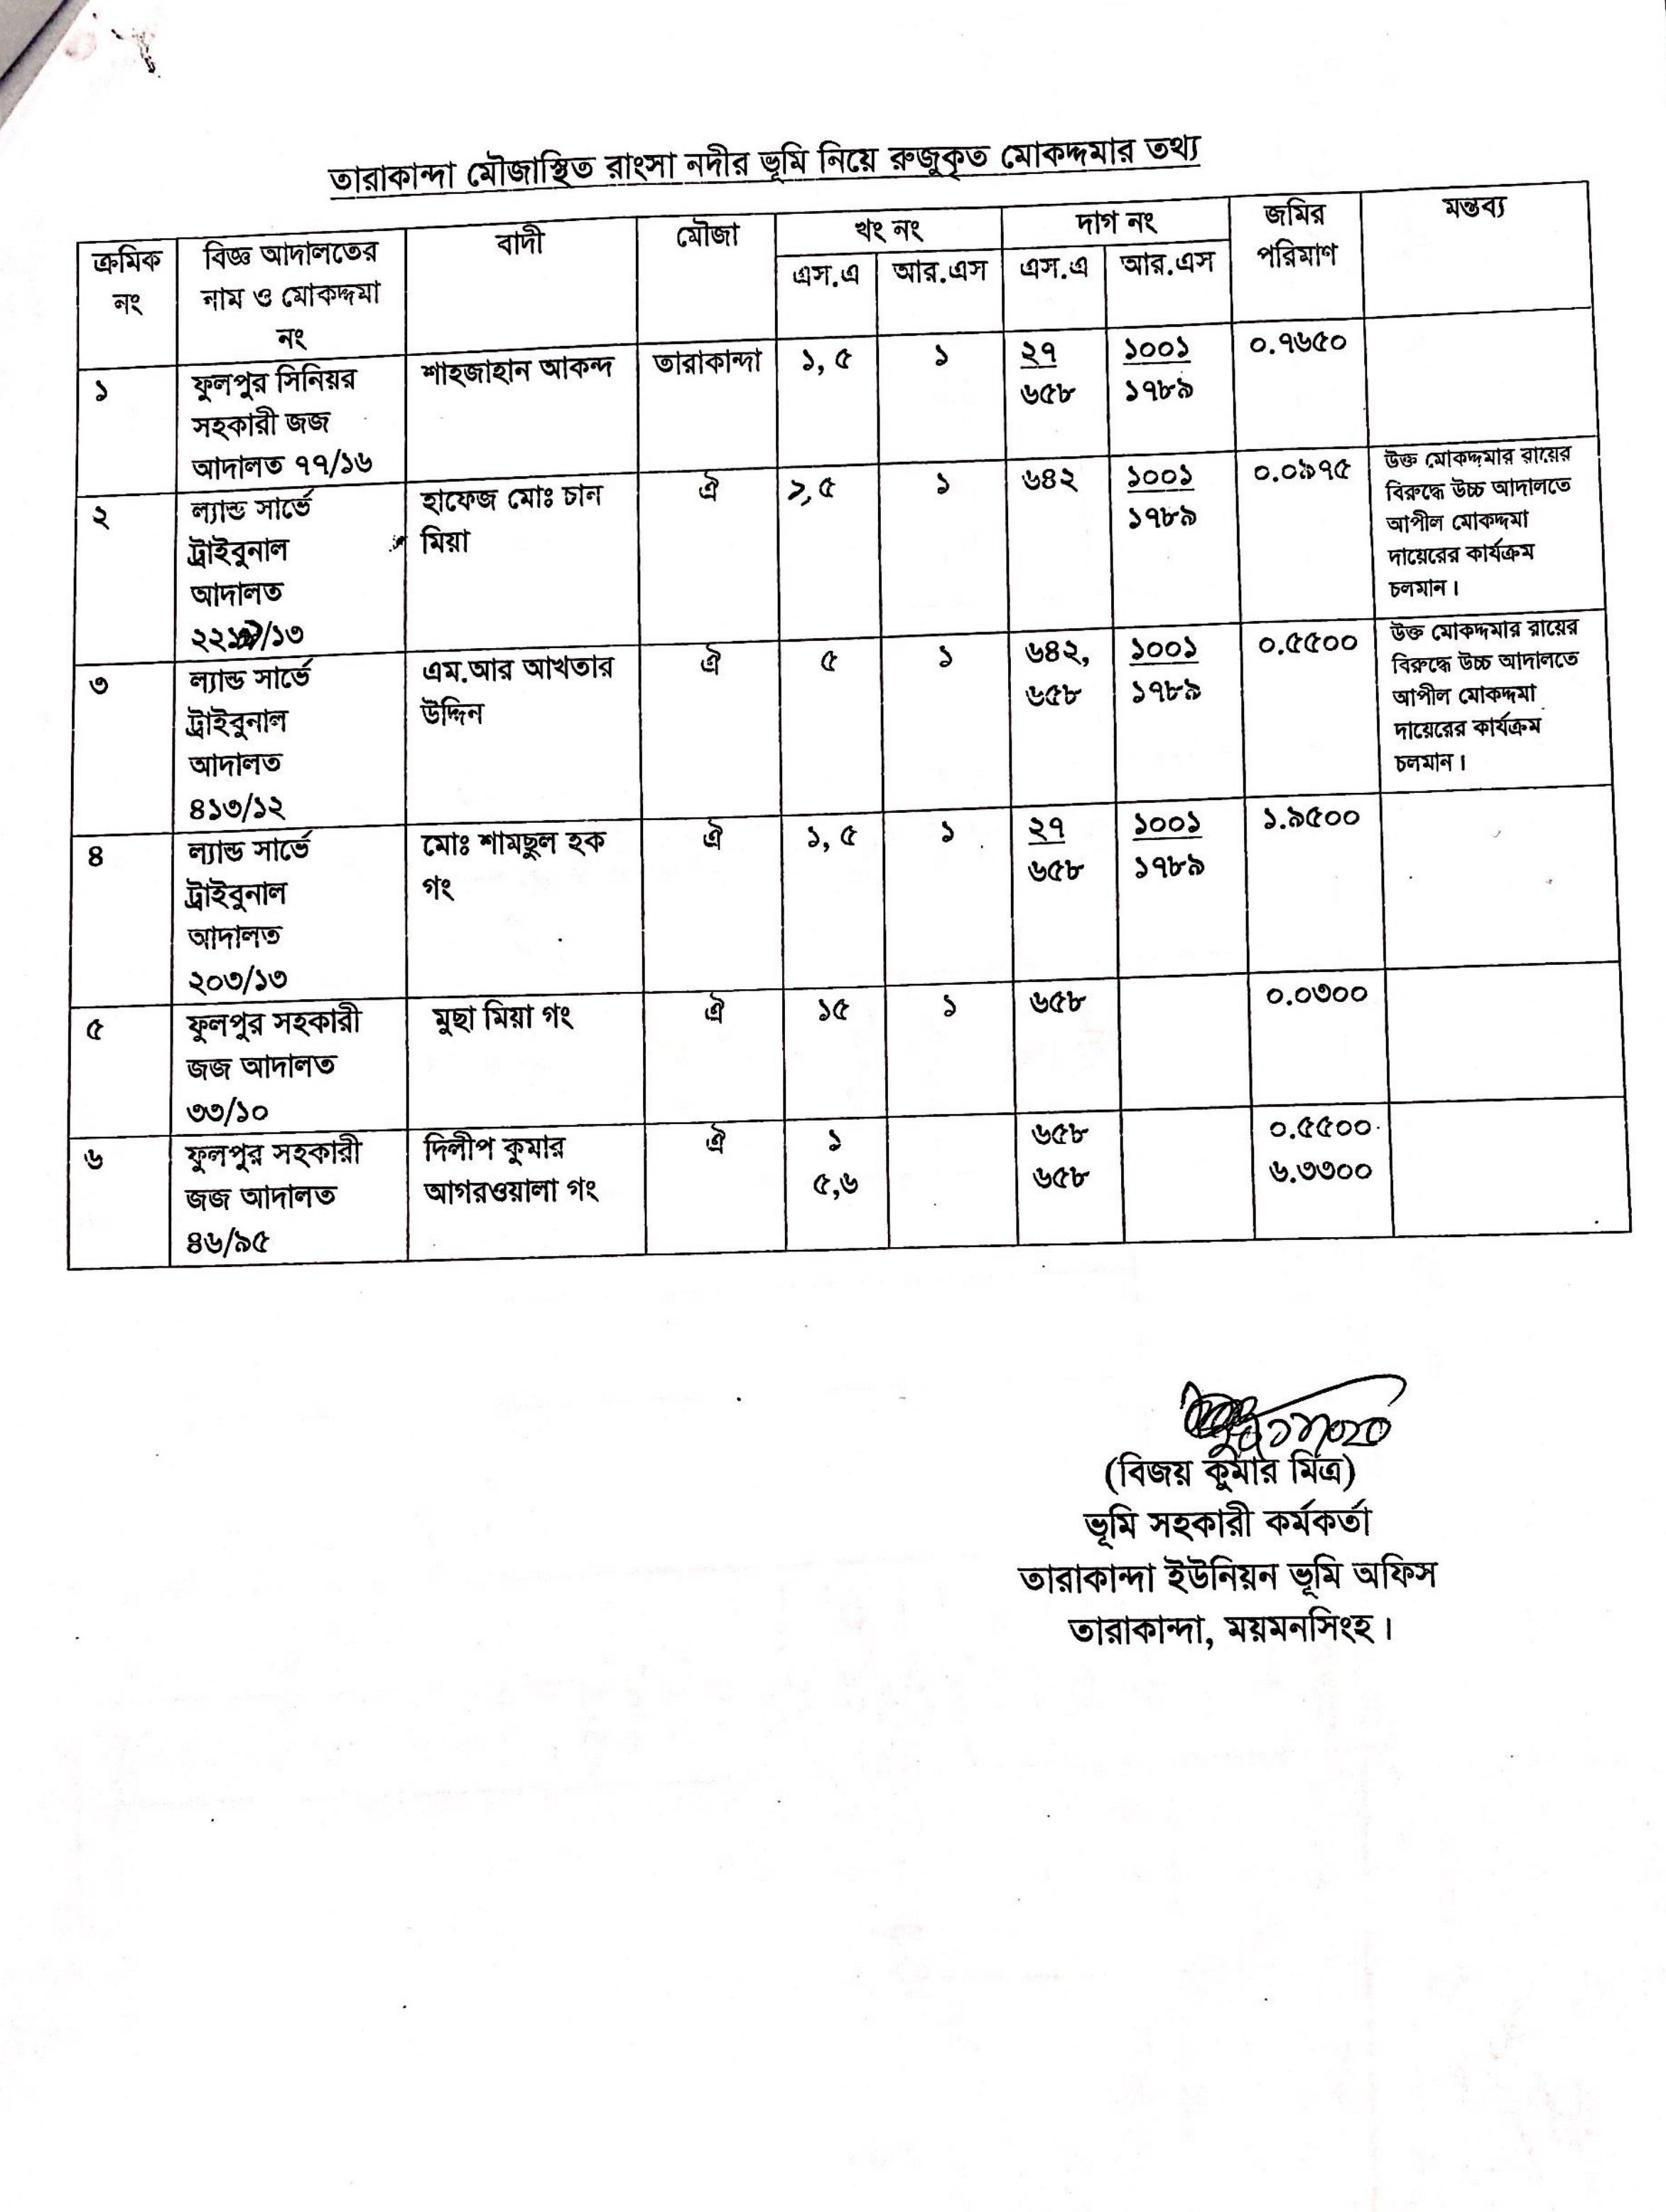 তারাকান্দা মৌজাস্থিত রাংসা নদীর ভূমি নিয়ে রুজুকৃত মোকদ্দমার তথ্য
ক্রমিক নং
বিজ্ঞ আদালতের নাম ও মোকদ্দমা নং
বাদী
মৌজা
খং নং
দাগ নং
জমির পরিমাণ
মন্তব্য
এস.এ
আর.এস
এস.এ
আর.এস
১
ফুলপুর সিনিয়র
সহকারী জজ
আদালত ৭৭/১৬
শাহজাহান আকন্দ
তারাকান্দা
১, ৫
১
২৭
৬৫৮
১০০১
১৭৮৯
০.৭৬৫০
২
ল্যান্ড সার্ভে
ট্রাইবুনাল
আদালত
হাফেজ মোঃ চান
মিয়া
ঐ
১, ৫
১
৬৪২
১০০১
১৭৮৯
০.০৯৭৫
উক্ত মোকদ্দমার রায়ের
বিরুদ্ধে উচ্চ আদালতে
আপীল মোকদ্দমা
দায়েরের কার্যক্রম
চলমান।
৩
ল্যান্ড সার্ভে
ট্রাইবুনাল
আদালত
৪১৩/১২
এম.আর আখতার
উদ্দিন
ঐ
৫
১
৬৪২,
৬৫৮
১০০১
১৭৮৯
০.৫৫০০
উক্ত মোকদ্দমার রায়ের
বিরুদ্ধে উচ্চ আদালতে
আপীল মোকদ্দমা
দায়েরের কার্যক্রম
চলমান।
৪
ল্যান্ড সার্ভে
ট্রাইবুনাল
আদালত
২০৩/১৩
মোঃ শামছুল হক
গং
ঐ
১, ৫
১
২৭
৬৫৮
১০০১
১৭৮৯
১.৯৫০০
৫
ফুলপুর সহকারী
জজ আদালত
৩৩/১০
মুছা মিয়া গং
ঐ
১৫
১
৬৫৮
০.০৩০০
৬
ফুলপুর সহকারী
জজ আদালত
৪৬/৯৫
দিলীপ কুমার
আগরওয়ালা গং
ঐ
১
৫,৬
৬৫৮
৬৫৮
০.৫৫০০
৬.৩৩০০
(বিজয় কুমার মিত্র)
ভূমি সহকারী কর্মকর্তা
তারাকান্দা ইউনিয়ন ভূমি অফিস
তারাকান্দা, ময়মনসিংহ।